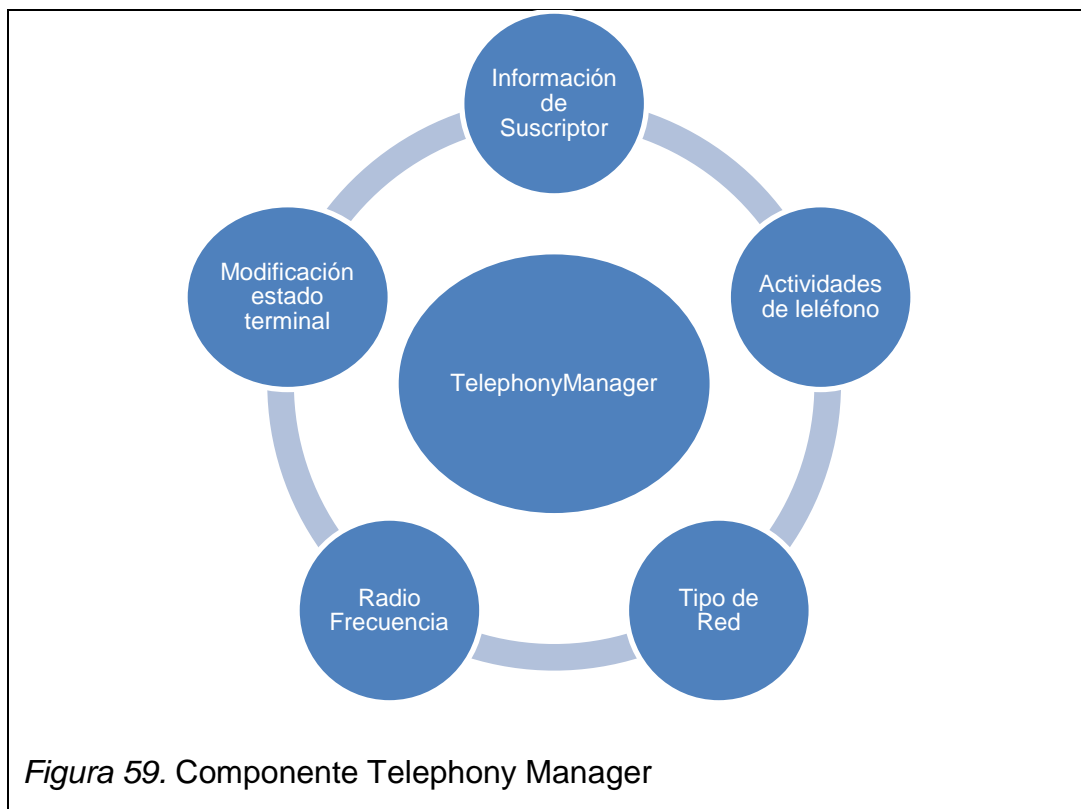 Información
de
Suscriptor
Modificación
estado
terminal
Actividades
de leléfono
TelephonyManager
Radio
Frecuencia
Tipo de
Red
Figura 59. Componente Telephony Manager